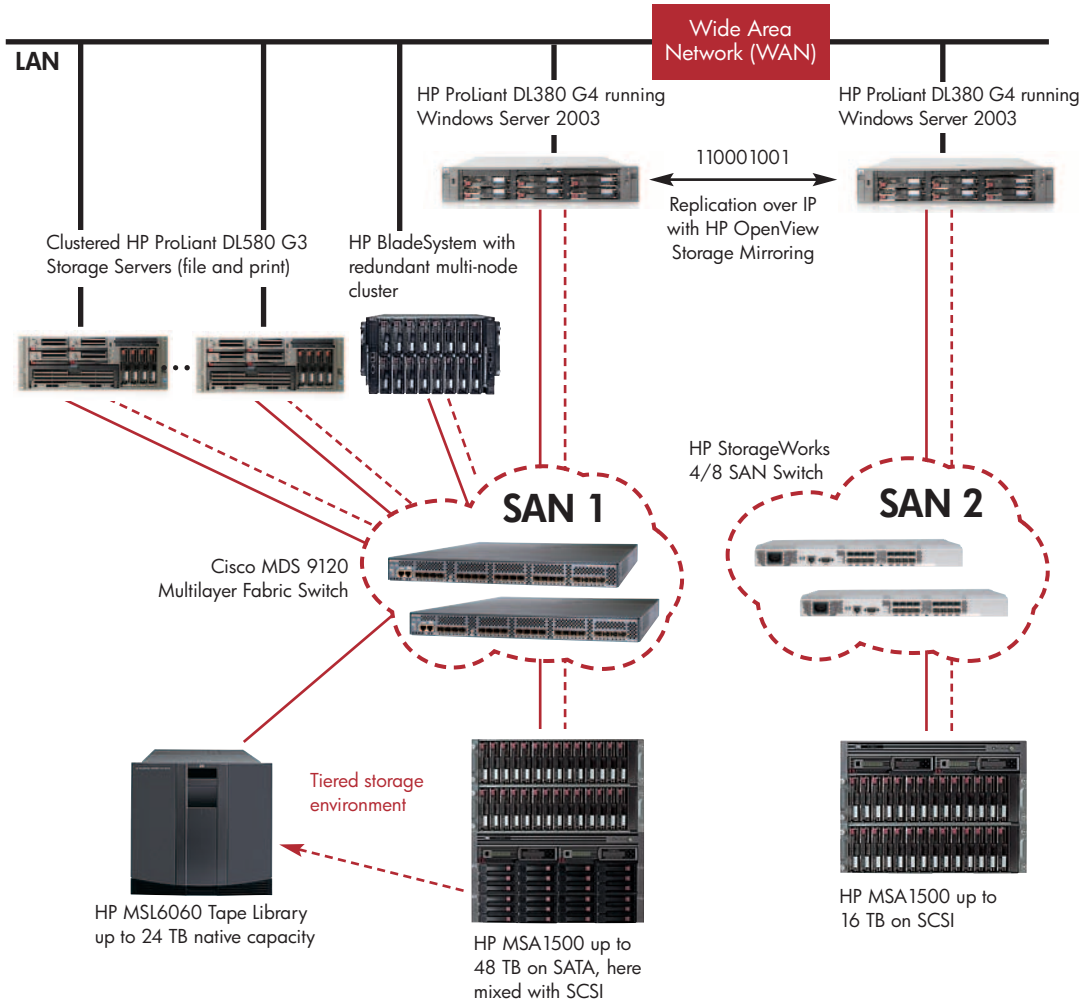 Wide Area
Network (WAN)
LAN
HP ProLiant DL380 G4 running
Windows Server 2003
HP ProLiant DL380 G4 running
Windows Server 2003
110001001
Replication over IP
with HP OpenView
Storage Mirroring
Clustered HP ProLiant DL580 G3
Storage Servers (file and print)
HP BladeSystem with
redundant multi-node
cluster
HP StorageWorks
4/8 SAN Switch
SAN 1
SAN 2
Cisco MDS 9120
Multilayer Fabric Switch
Tiered storage
environment
HP MSL6060 Tape Library
up to 24 TB native capacity
HP MSA1500 up to
48 TB on SATA, here
mixed with SCSI
HP MSA1500 up to
16 TB on SCSI